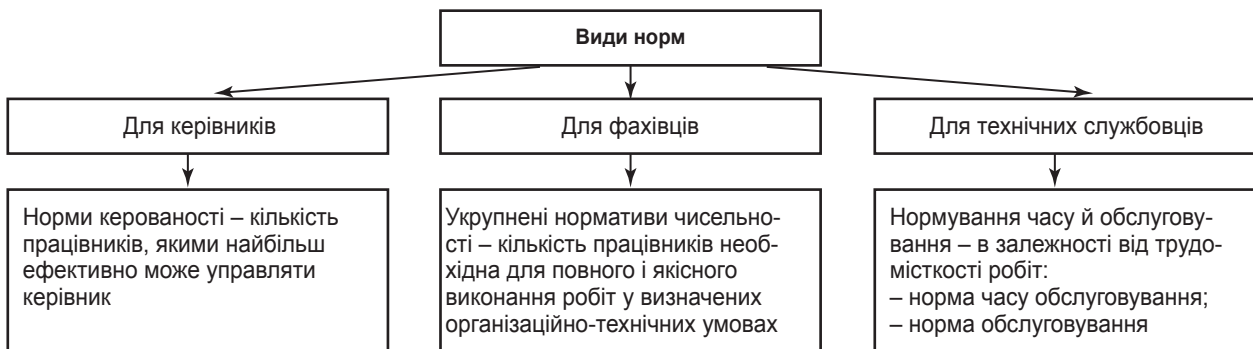 Види норм
Для керівників
Для фахівців
Для технічних службовців
Норми керованості – кількість
працівників, якими найбільш
ефективно може управляти
керівник
Укрупнені нормативи чисельно-
сті – кількість працівників необ-
хідна для повного і якісного
виконання робіт у визначених
організаційно-технічних умовах
Нормування часу й обслугову-
вання – в залежності від трудо-
місткості робіт:
– норма часу обслуговування;
– норма обслуговування